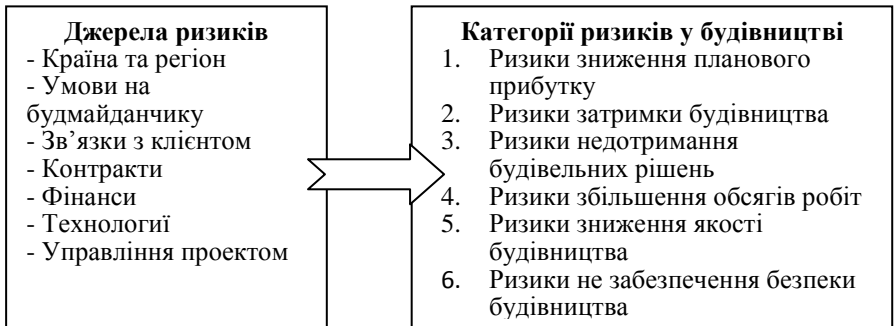 Джерела ризиків
- Країна та регіон
- Умови на
будмайданчику
- Зв’язки з клієнтом
- Контракти
- Фінанси
- Технологиї
- Управління проектом
Категорії ризиків у будівництві
1. Ризики зниження планового
прибутку
2. Ризики затримки будівництва
3. Ризики недотримання
будівельних рішень
4. Ризики збільшення обсягів робіт
5. Ризики зниження якості
будівництва
6. Ризики не забезпечення безпеки
будівництва